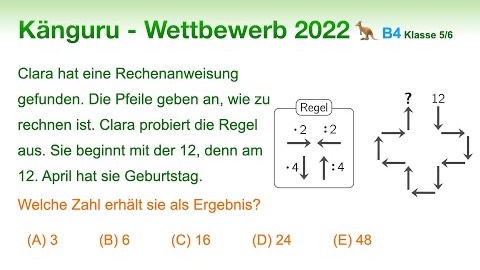 Känguru - Wettbewerb 2022 B4 Klasse 5/6
Clara hat eine Rechenanweisung
gefunden. Die Pfeile geben an, wie zu
rechnen ist. Clara probiert die Regel
aus. Sie beginnt mit der 12, denn am
12. April hat sie Geburtstag.
Welche Zahl erhält sie als Ergebnis?
(A) 3 (B) 6 (C) 16 (D) 24 (E) 48
Regel
·2 :2
·4 :4
? 12